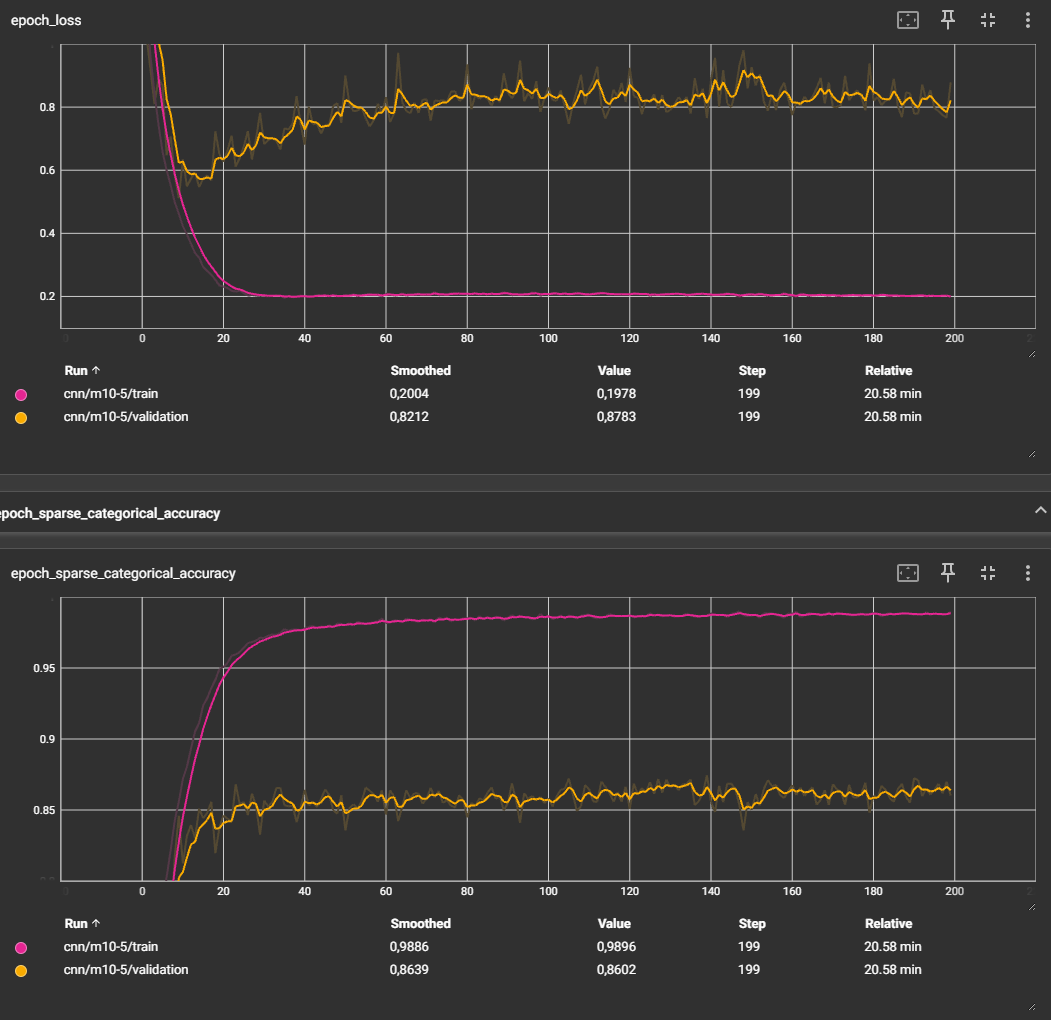 epoch_loss
0.8
0.6
0.4
0.2
0 20 40 60 80 100 120 140 160 180 200
Run ↑ Smoothed Value Step Relative
cnn/m10-5/train 0,2004 0,1978 199 20.58 min
cnn/m10-5/validation 0,8212 0,8783 199 20.58 min
epoch_sparse_categorical_accuracy
epoch_sparse_categorical_accuracy
0.95
0.9
0.85
0 20 40 60 80 100 120 140 160 180 200
Run ↑ Smoothed Value Step Relative
cnn/m10-5/train 0,9886 0,9896 199 20.58 min
cnn/m10-5/validation 0,8639 0,8602 199 20.58 min